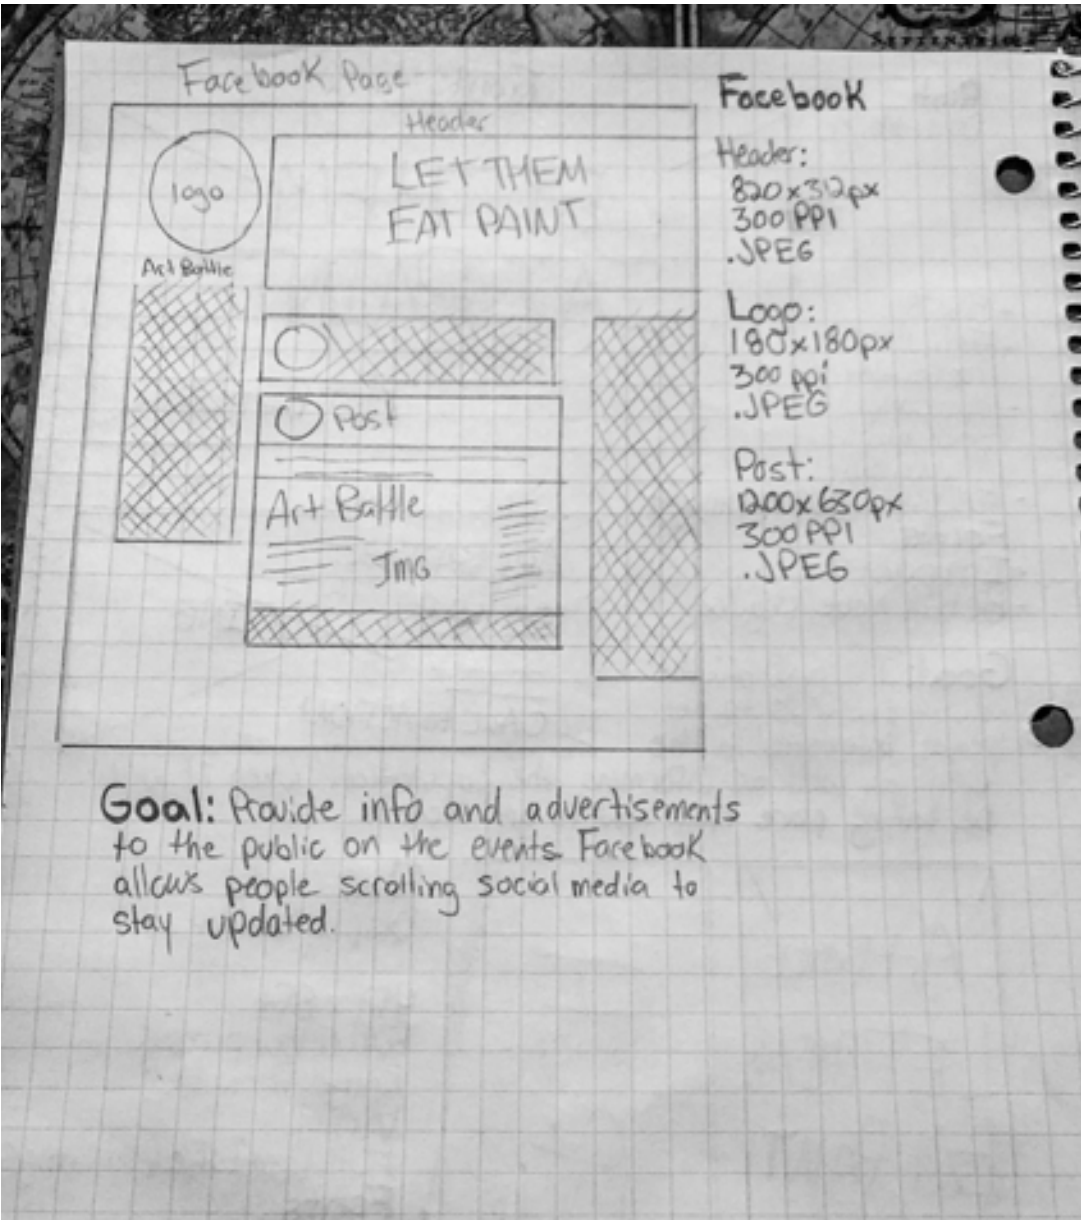 Facebook Page
Header
logo
LET THEM
EAT PAINT
Art Battle
Post
Art Battle
Img
Facebook
Header:
820x312px
300 PPI
.JPEG
Logo:
180x180px
300 ppi
.JPEG
Post:
1200x630px
300 PPI
.JPEG
Goal: Provide info and advertisements
to the public on the events. Facebook
allows people scrolling social media to
stay updated.